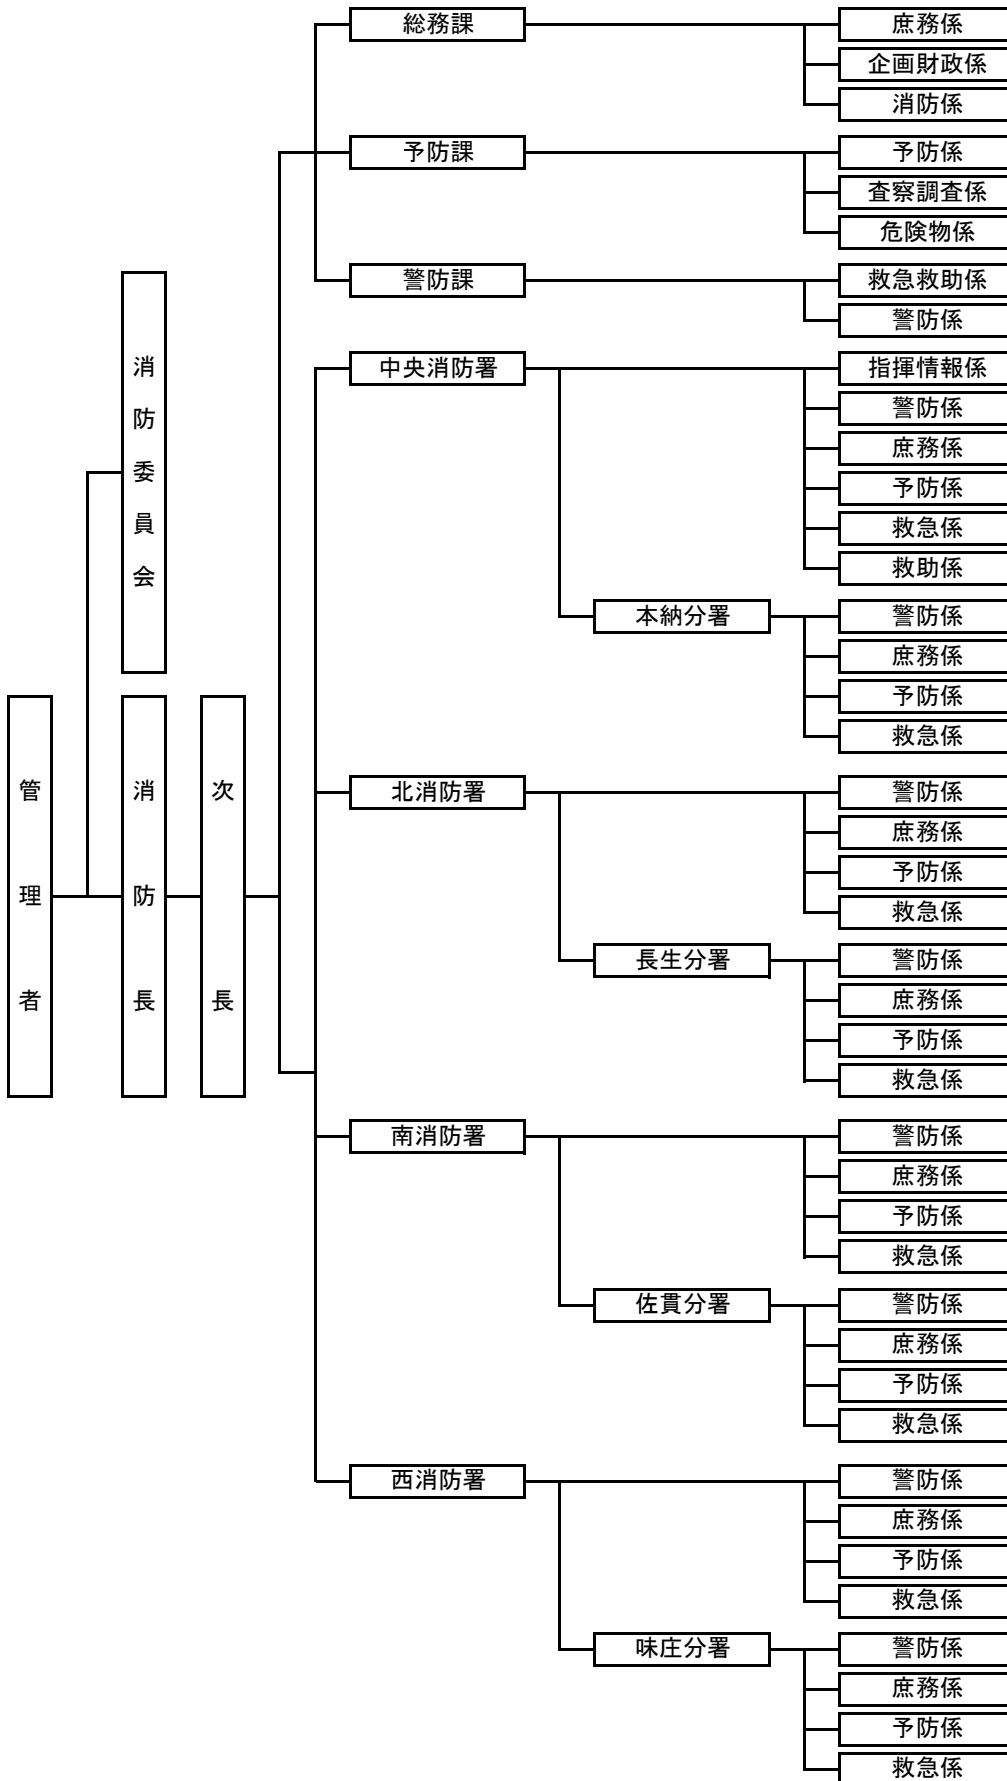 管理者
消防委員会
消防長
次長
総務課
庶務係
企画財政係
消防係
予防課
予防係
査察調査係
危険物係
警防課
救急救助係
警防係
中央消防署
指揮情報係
警防係
庶務係
予防係
救急係
救助係
本納分署
警防係
庶務係
予防係
救急係
北消防署
警防係
庶務係
予防係
救急係
長生分署
警防係
庶務係
予防係
救急係
南消防署
警防係
庶務係
予防係
救急係
佐貫分署
警防係
庶務係
予防係
救急係
西消防署
警防係
庶務係
予防係
救急係
味庄分署
警防係
庶務係
予防係
救急係